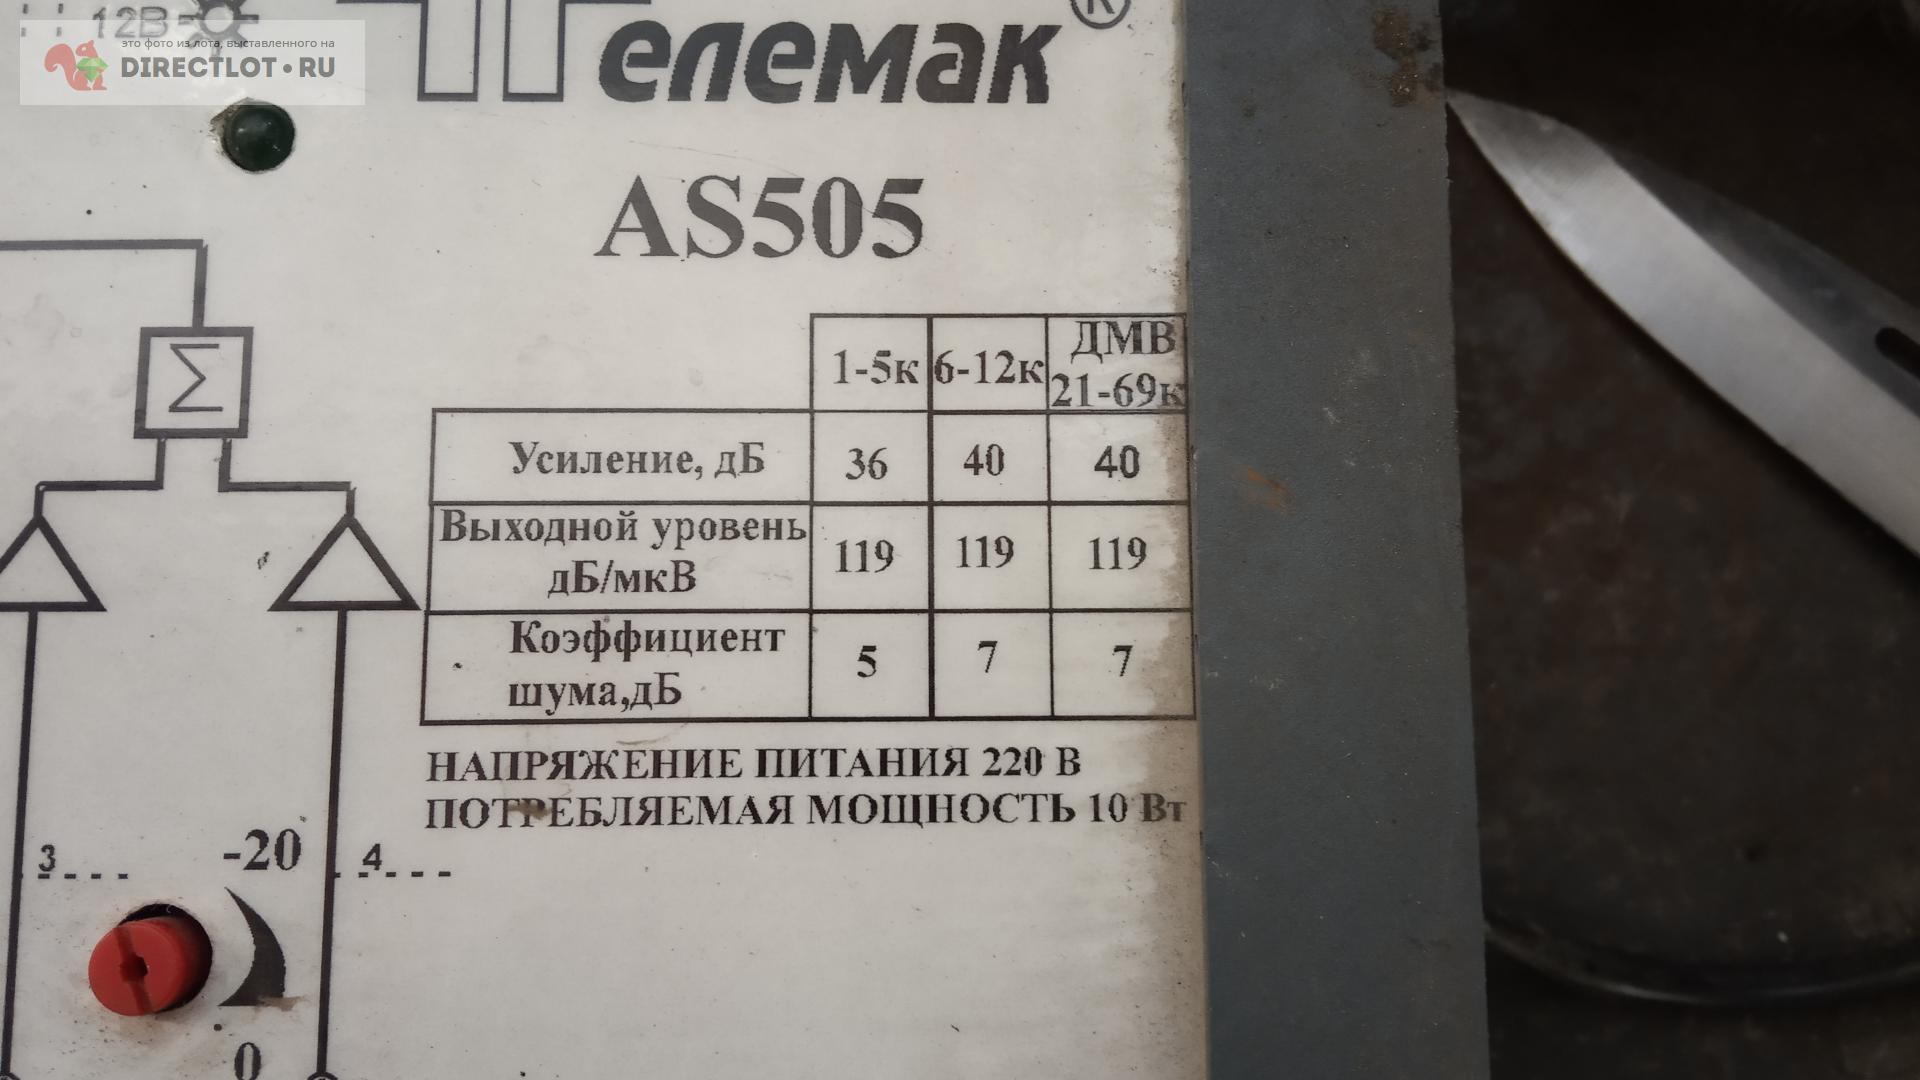 12В
это фото из лота, выставленного на
DIRECTLOT.RU
Телемак ®
AS505
Σ
1-5к 6-12к ДМВ
21-69к
Усиление, дБ 36 40 40
Выходной уровень
дБ/мкВ 119 119 119
Коэффициент
шума,дБ 5 7 7
НАПРЯЖЕНИЕ ПИТАНИЯ 220 В
ПОТРЕБЛЯЕМАЯ МОЩНОСТЬ 10 Вт
3 -20 4
0